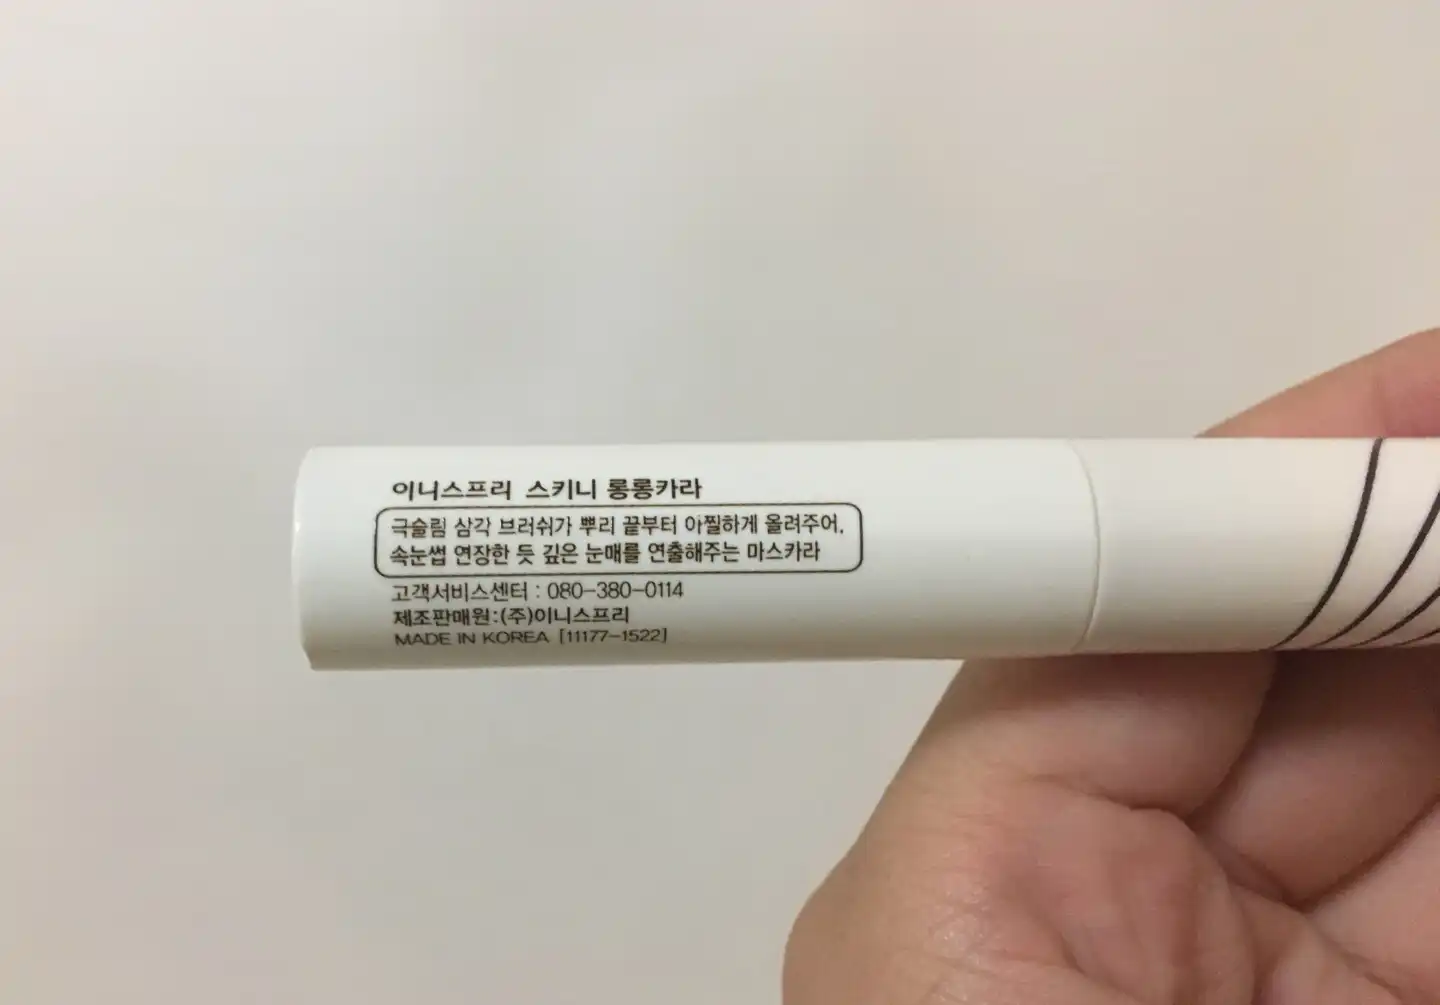 이니스프리 스키니 롱롱카라
극슬림 삼각 브러쉬가 뿌리 끝부터 아찔하게 올려주어,
속눈썹 연장한 듯 깊은 눈매를 연출해주는 마스카라
고객서비스센터 : 080-380-0114
제조판매원:(주)이니스프리
MADE IN KOREA [11177-1522]